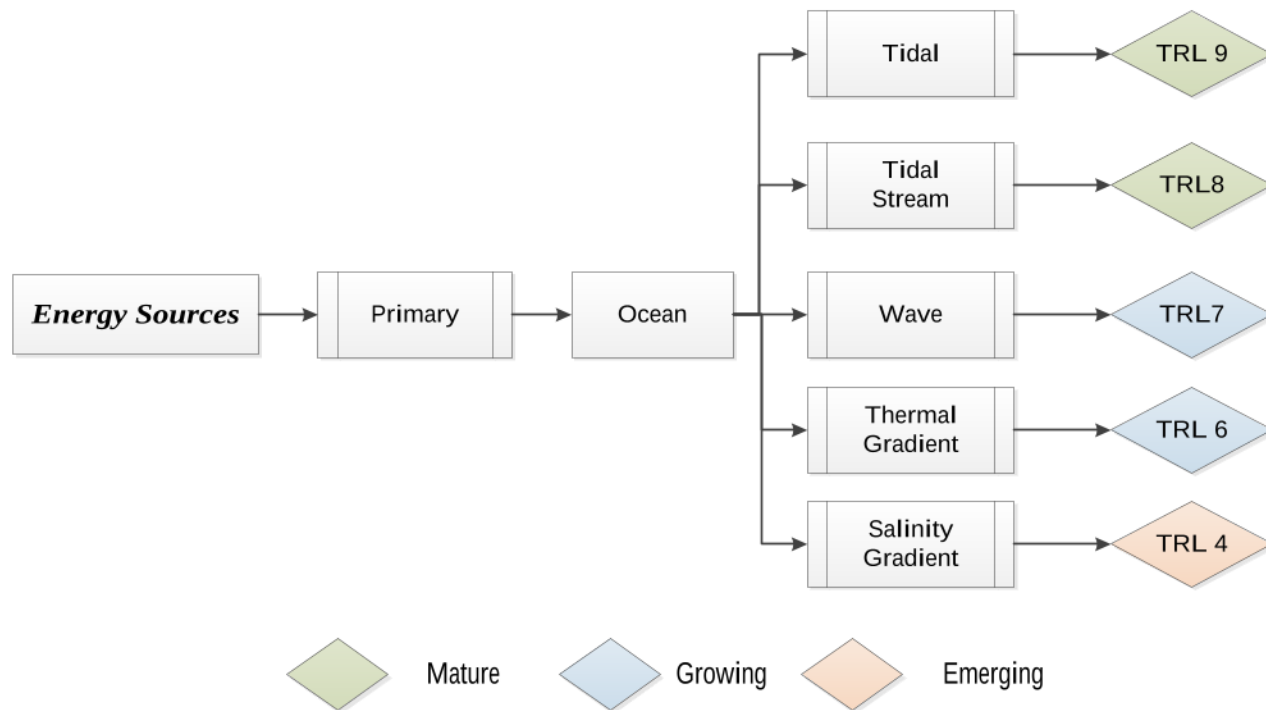 Tidal
TRL 9
Tidal
Stream
TRL8
Energy Sources
Primary
Ocean
Wave
TRL7
Thermal
Gradient
TRL 6
Salinity
Gradient
TRL 4
Mature
Growing
Emerging